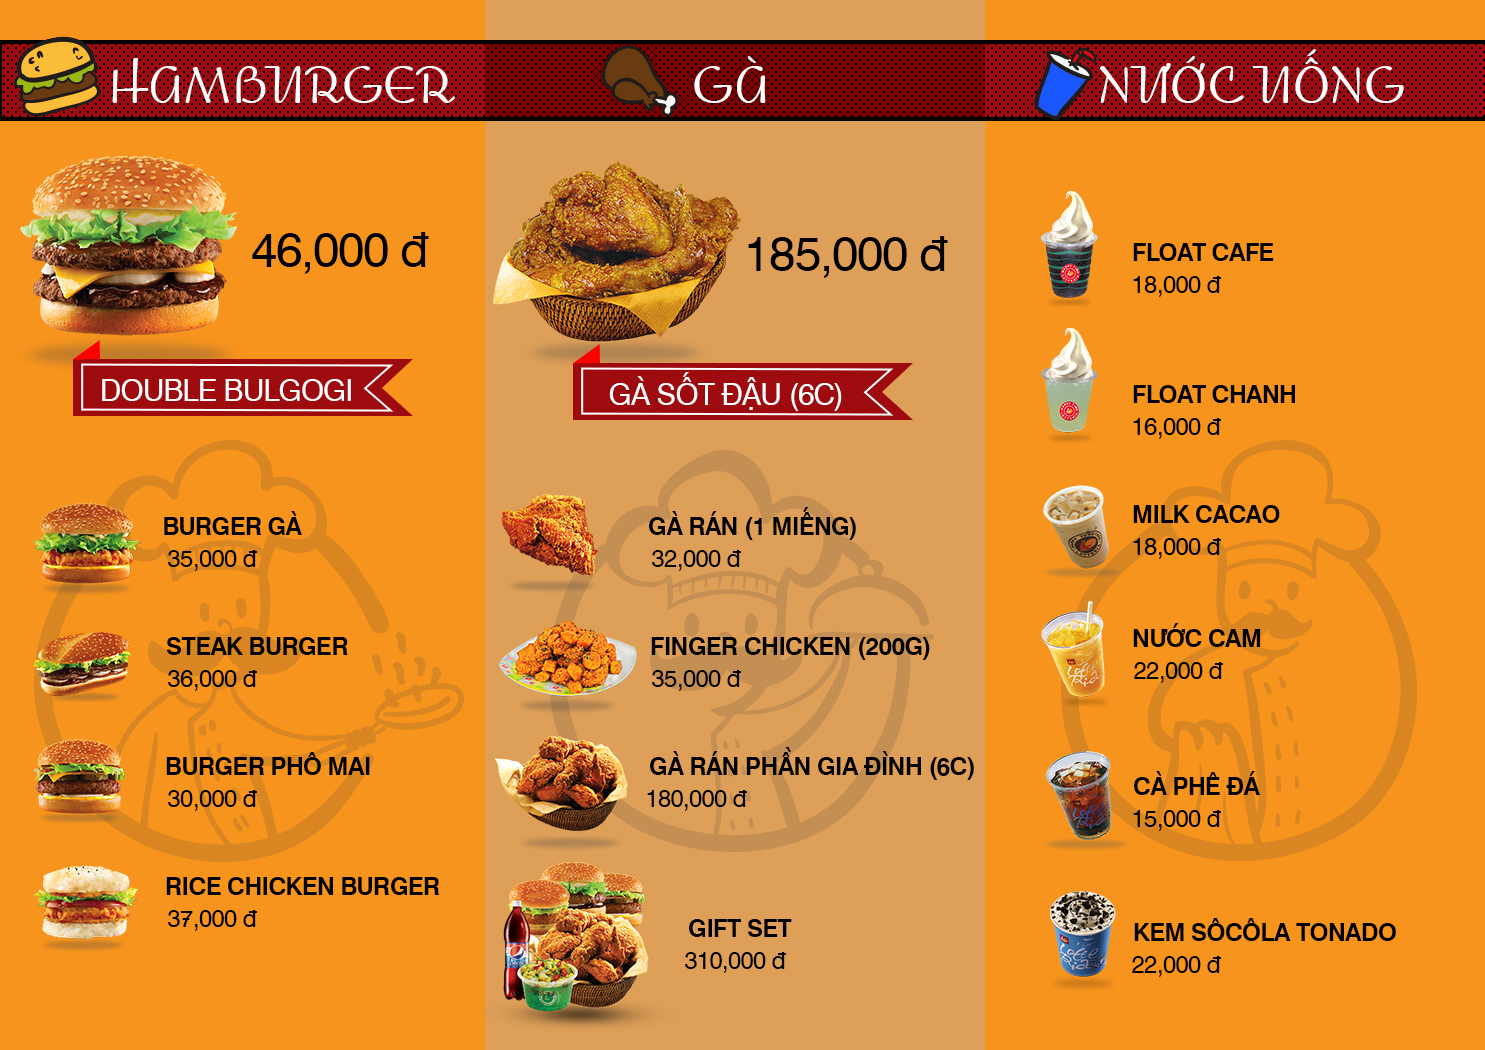 HAMBURGER
46,000 đ
DOUBLE BULGOGI
BURGER GÀ
35,000 đ
STEAK BURGER
36,000 đ
BURGER PHÔ MAI
30,000 đ
RICE CHICKEN BURGER
37,000 đ
GÀ
185,000 đ
GÀ SỐT ĐẬU (6C)
GÀ RÁN (1 MIẾNG)
32,000 đ
FINGER CHICKEN (200G)
35,000 đ
GÀ RÁN PHẦN GIA ĐÌNH (6C)
180,000 đ
GIFT SET
310,000 đ
NƯỚC UỐNG
FLOAT CAFE
18,000 đ
FLOAT CHANH
16,000 đ
MILK CACAO
18,000 đ
NƯỚC CAM
22,000 đ
CÀ PHÊ ĐÁ
15,000 đ
KEM SÔCÔLA TONADO
22,000 đ